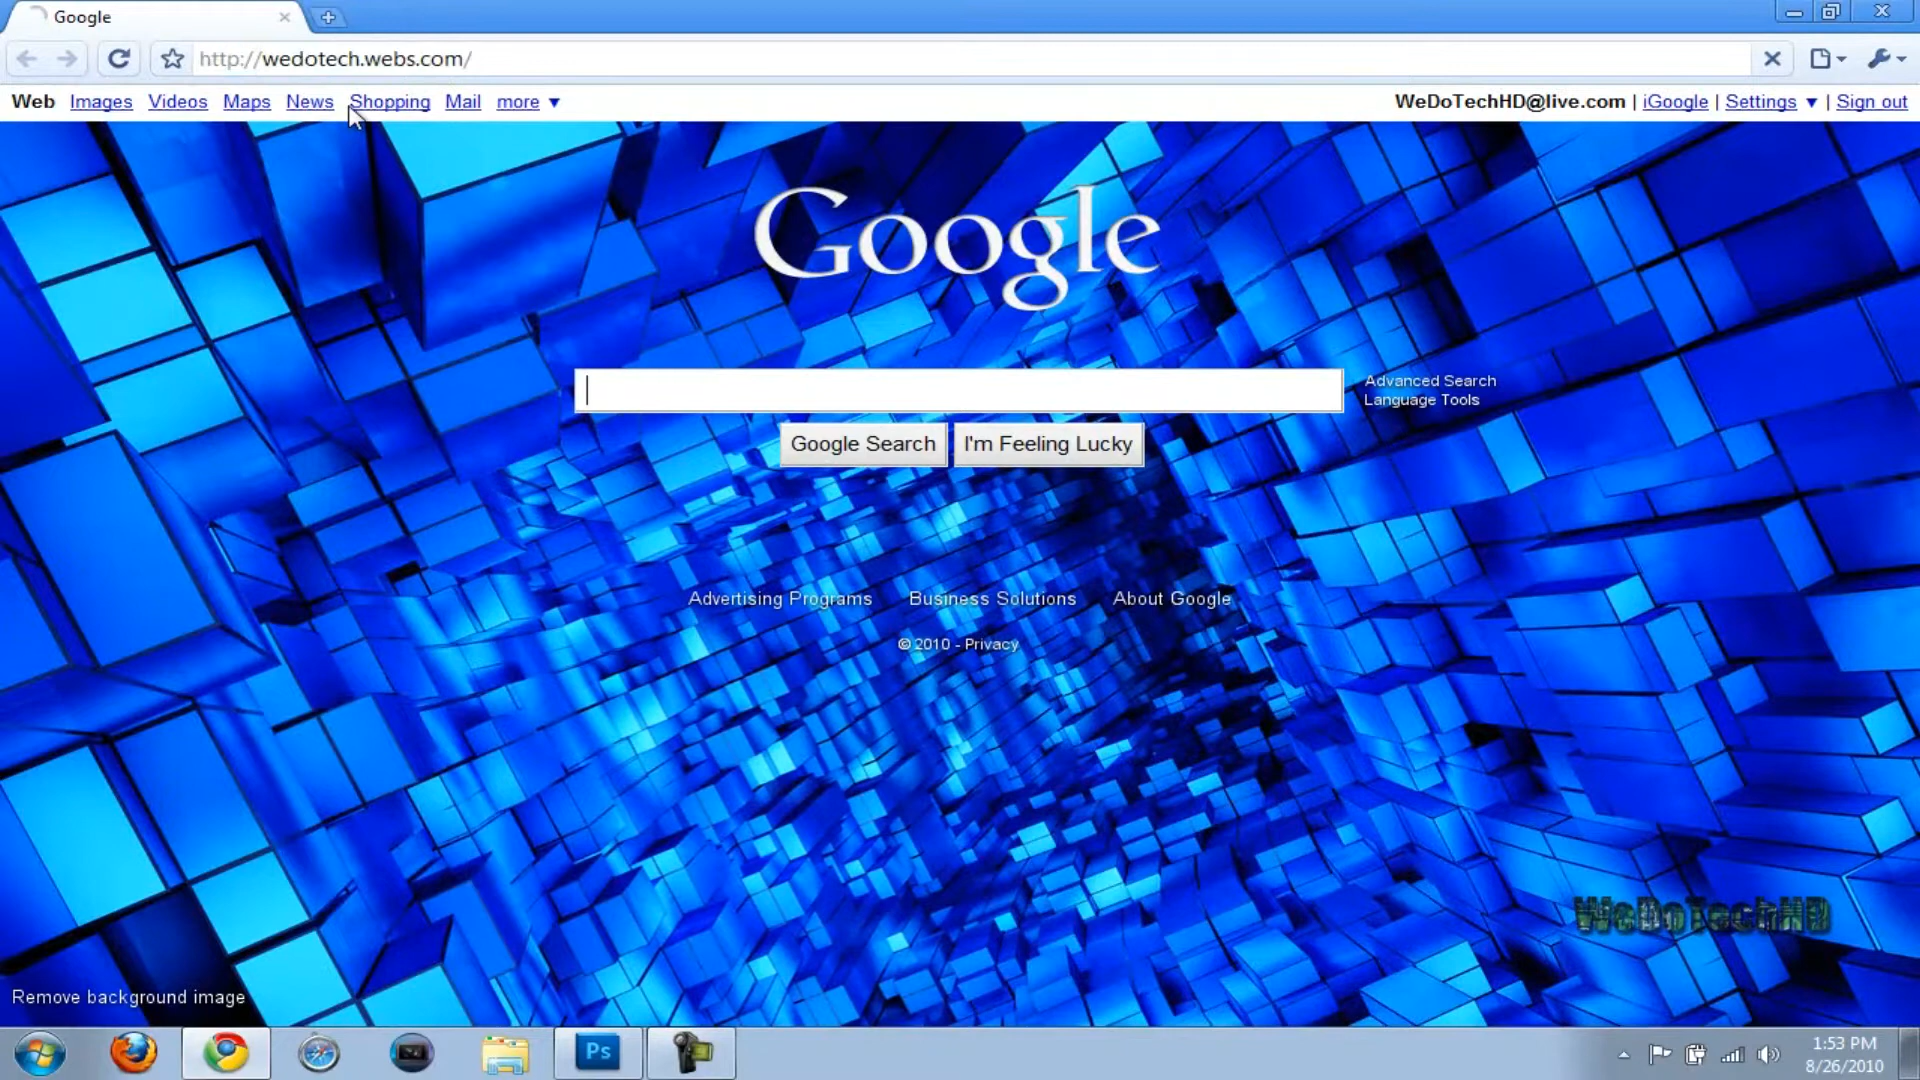 Google
http://wedotech.webs.com/
Web Images Videos Maps News Shopping Mail more ▼
WeDoTechHD@live.com | iGoogle | Settings ▼ | Sign out
Google
Advanced Search
Language Tools
Google Search
I'm Feeling Lucky
Advertising Programs Business Solutions About Google
© 2010 - Privacy
WeDoTechHD
Remove background image
Ps
1:53 PM
8/26/2010